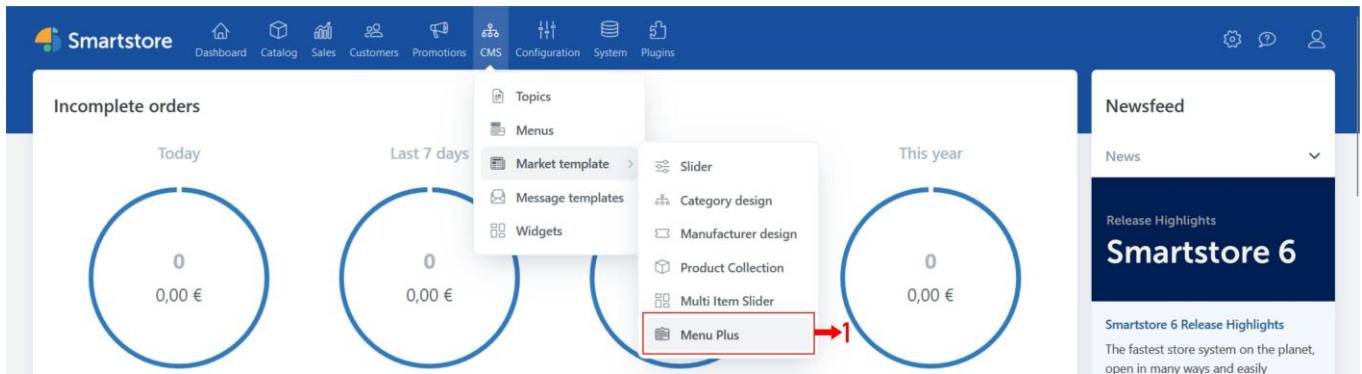 Smartstore
Dashboard Catalog Sales Customers Promotions CMS Configuration System Plugins
Incomplete orders
Today
0
0,00 €
Last 7 days
0
0,00 €
This year
0
0,00 €
Topics
Menus
Market template
Message templates
Widgets
Slider
Category design
Manufacturer design
Product Collection
Multi Item Slider
Menu Plus
1
Newsfeed
News
Release Highlights
Smartstore 6
Smartstore 6 Release Highlights
The fastest store system on the planet,
open in many ways and easily